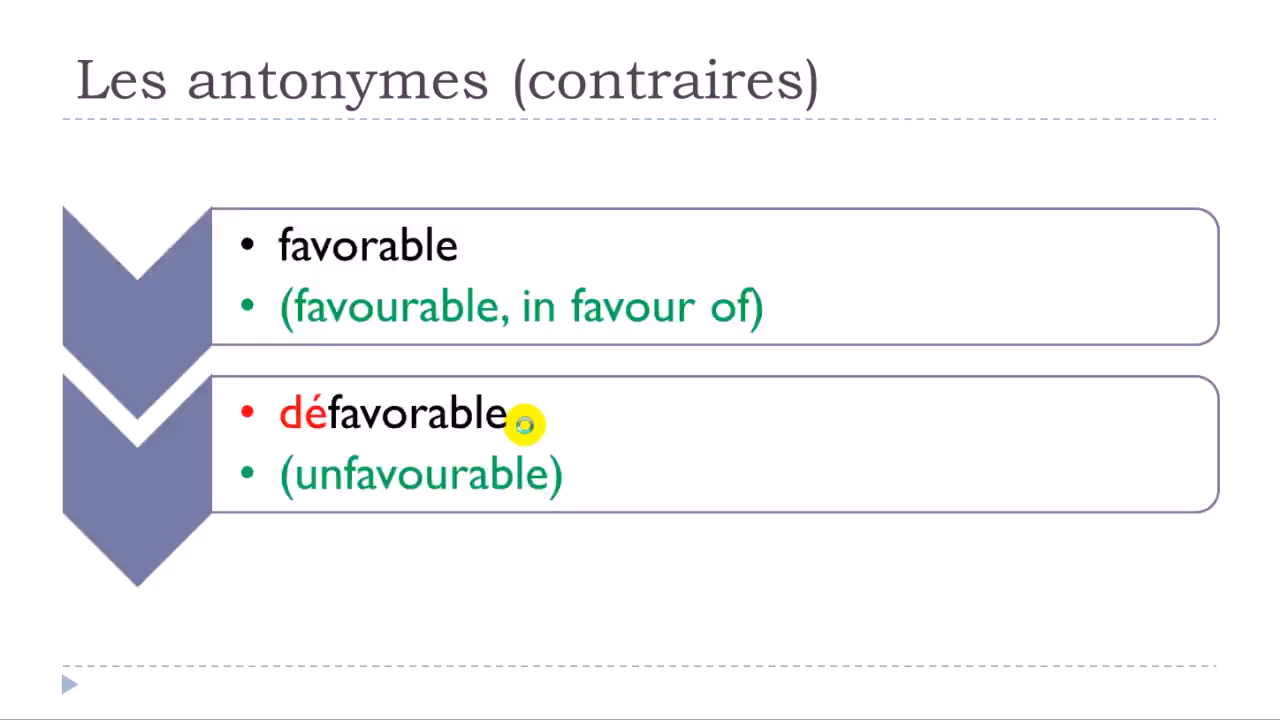 Les antonymes (contraires)
• favorable
• (favourable, in favour of)
• défavorable
• (unfavourable)